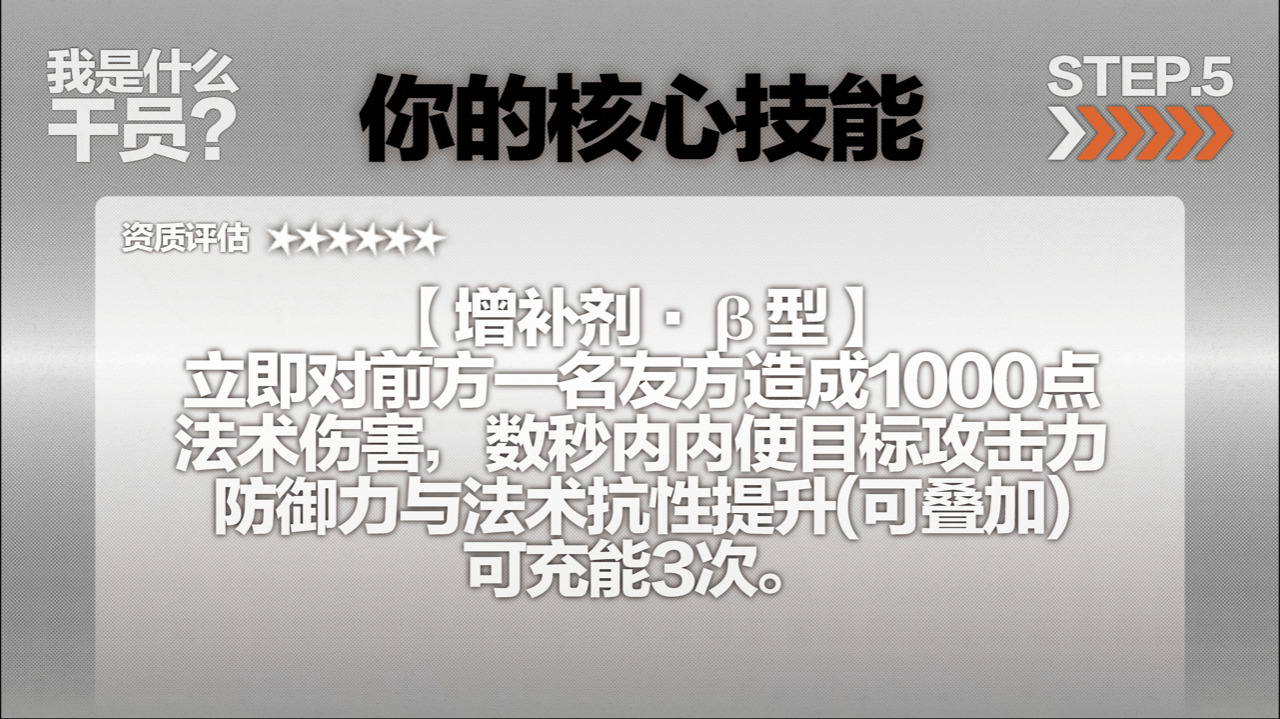 我是什么
干员?
你的核心技能
STEP.5
资质评估 ★★★★★★
【增补剂·β型】
立即对前方一名友方造成1000点
法术伤害，数秒内内使目标攻击力
防御力与法术抗性提升(可叠加)
可充能3次。